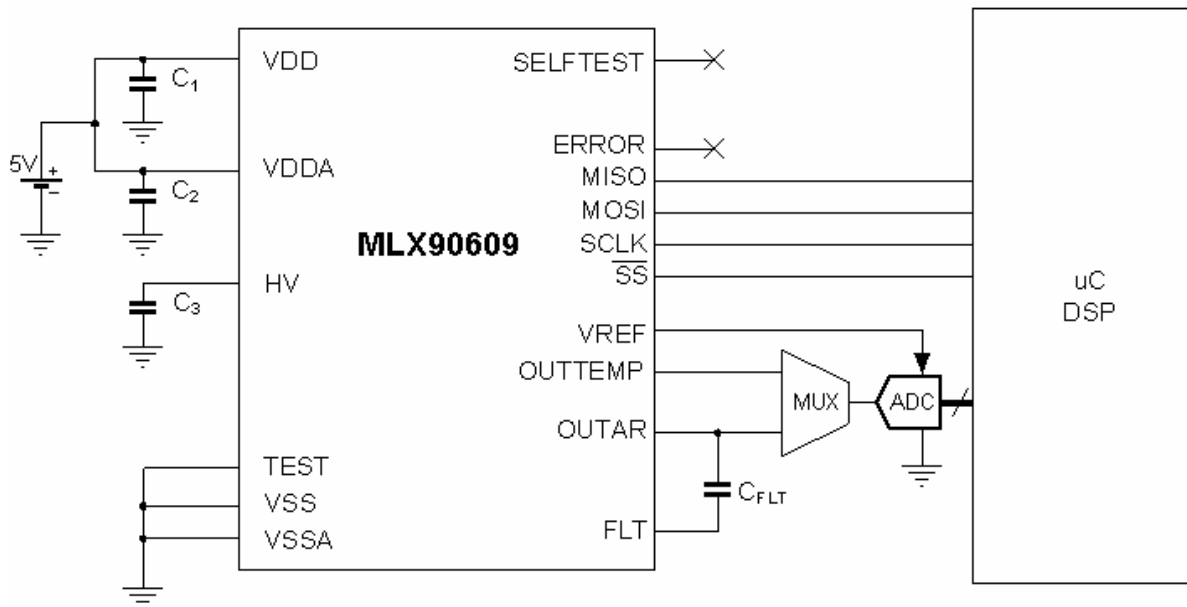 VDD
C1
5V
+
−
VDDA
C2
HV
C3
TEST
VSS
VSSA
MLX90609
SELFTEST
ERROR
MISO
MOSI
SCLK
SS
VREF
OUTTEMP
OUTAR
FLT
CFLT
MUX
ADC
uC
DSP